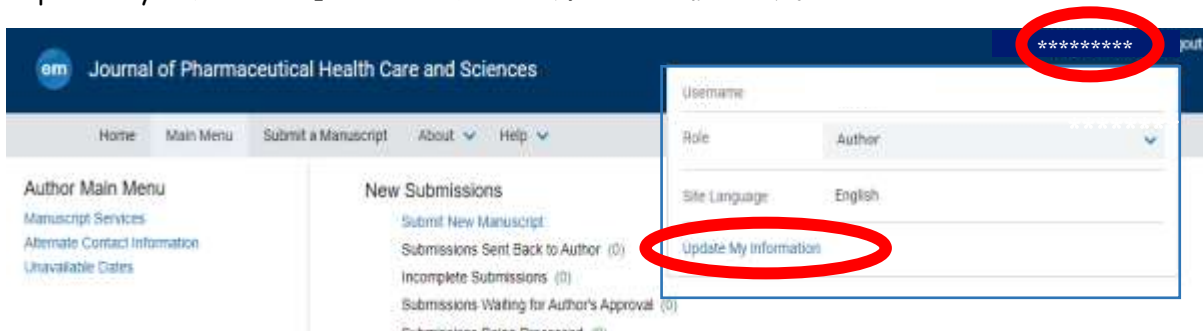 *********
em Journal of Pharmaceutical Health Care and Sciences
Username
Home Main Menu Submit a Manuscript About Help
Role Author
Author Main Menu
Manuscript Services
Alternate Contact Information
Unavailable Dates
New Submissions
Submit New Manuscript
Submissions Sent Back to Author (0)
Incomplete Submissions (0)
Submissions Waiting for Author's Approval (0)
Site Language English
Update My Information